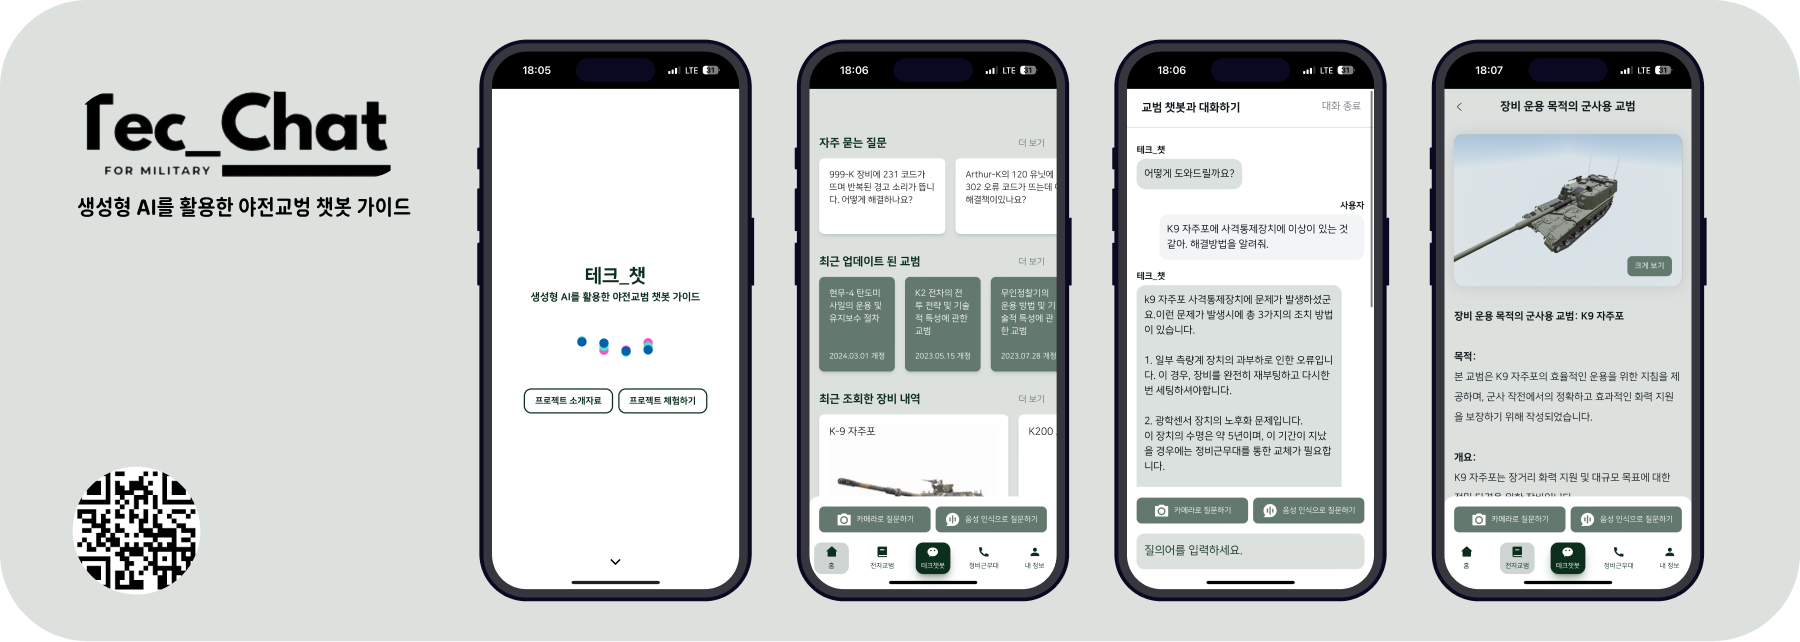 Tec_Chat
FOR MILITARY
생성형 AI를 활용한 야전교범 챗봇 가이드
18:05
LTE 31
테크_챗
생성형 AI를 활용한 야전교범 챗봇 가이드
프로젝트 소개자료
프로젝트 체험하기
18:06
LTE 31
자주 묻는 질문
더 보기
999-K 장비에 231 코드가
뜨며 반복된 경고 소리가 뜹니
다. 어떻게 해결하나요?
Arthur-K의 120 유닛에
302 오류 코드가 뜨는데
해결책이있나요?
최근 업데이트 된 교범
더 보기
현무-4 탄도미
사일의 운용 및
유지보수 절차
2024.03.01 개정
K2 전차의 전
투 전략 및 기술
적 특성에 관한
교범
2023.05.15 개정
무인정찰기의
운용 방법 및 기
술적 특성에 관
한 교범
2023.07.28 개정
최근 조회한 장비 내역
더 보기
K-9 자주포
K200
카메라로 질문하기
음성 인식으로 질문하기
홈
전자교범
테크챗봇
정비근무대
내 정보
18:06
LTE 31
교범 챗봇과 대화하기
대화 종료
테크_챗
어떻게 도와드릴까요?
사용자
K9 자주포에 사격통제장치에 이상이 있는 것
같아. 해결방법을 알려줘.
테크_챗
k9 자주포 사격통제장치에 문제가 발생하셨군
요.이런 문제가 발생시에 총 3가지의 조치 방법
이 있습니다.
1. 일부 측량계 장치의 과부하로 인한 오류입니
다. 이 경우, 장비를 완전히 재부팅하고 다시한
번 세팅하셔야합니다.
2. 광학센서 장치의 노후화 문제입니다.
이 장치의 수명은 약 5년이며, 이 기간이 지났
을 경우에는 정비근무대를 통한 교체가 필요합
니다.
카메라로 질문하기
음성 인식으로 질문하기
질의어를 입력하세요.
18:07
LTE 31
장비 운용 목적의 군사용 교범
크게 보기
장비 운용 목적의 군사용 교범: K9 자주포
목적:
본 교범은 K9 자주포의 효율적인 운용을 위한 지침을 제
공하며, 군사 작전에서의 정확하고 효과적인 화력 지원
을 보장하기 위해 작성되었습니다.
개요:
K9 자주포는 장거리 화력 지원 및 대규모 목표에 대한
카메라로 질문하기
음성 인식으로 질문하기
홈
전자교범
테크챗봇
정비근무대
내 정보